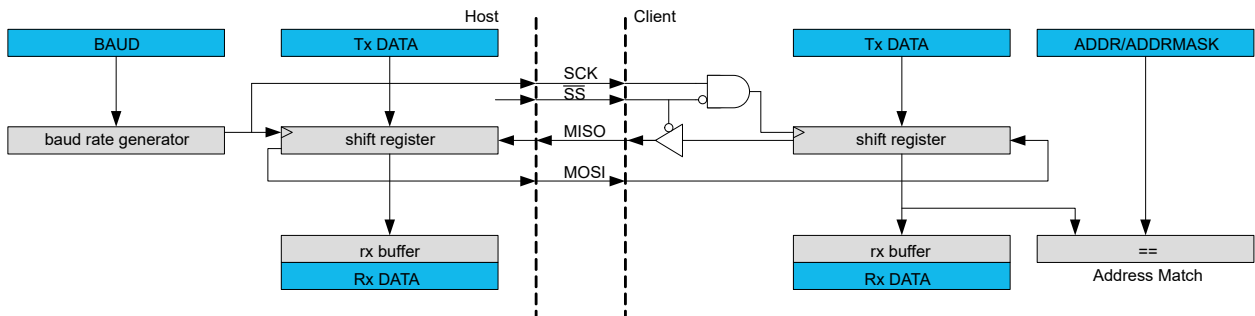 Host
Client
BAUD
Tx DATA
Tx DATA
ADDR/ADDRMASK
SCK
SS
baud rate generator
shift register
MISO
shift register
MOSI
rx buffer
rx buffer
==
Rx DATA
Rx DATA
Address Match